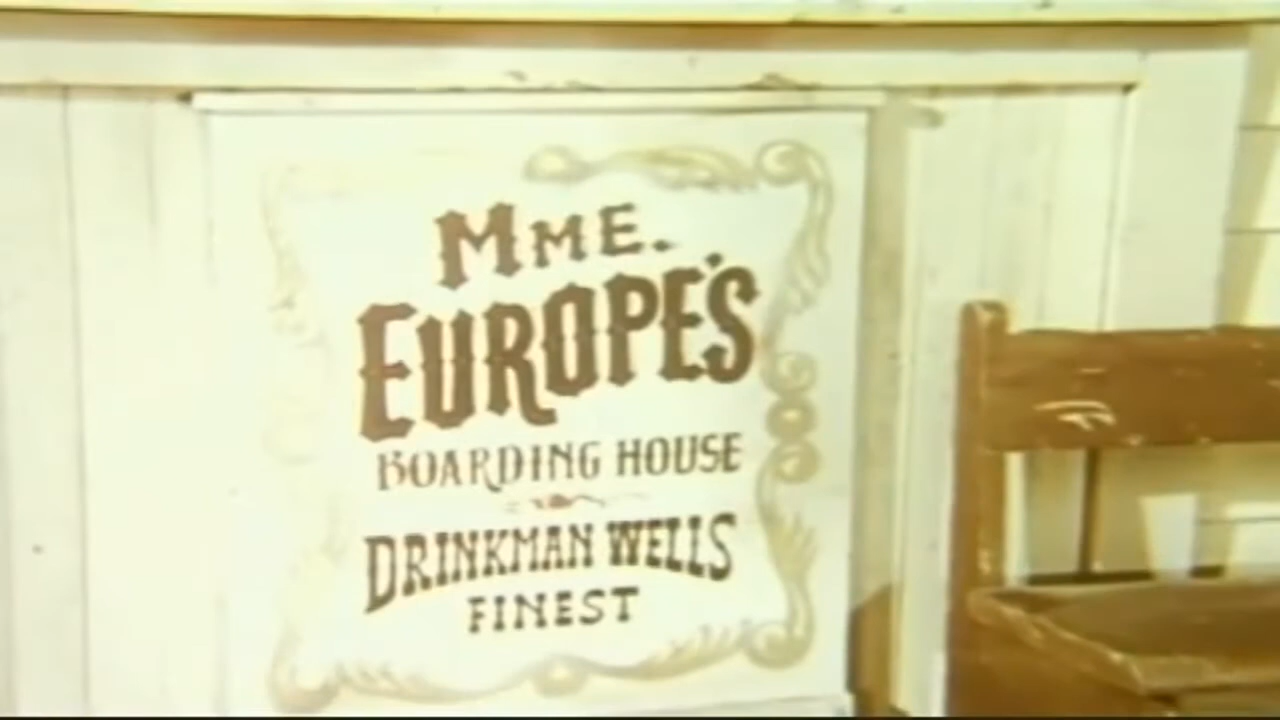 MME.
EUROPE'S
BOARDING HOUSE
DRINKMAN WELLS
FINEST